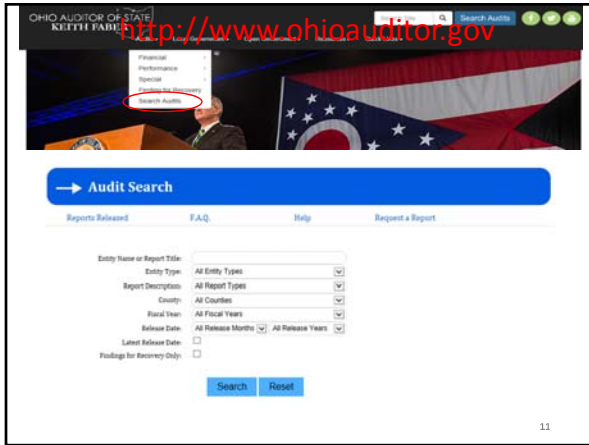 OHIO AUDITOR OF STATE
KEITH FABER
http://www.ohioauditor.gov
Search Audits
Financial
Performance
Special
Finding for Recovery
Search Audits
Audit Search
Reports Released F.A.Q. Help Request a Report
Entity Name or Report Title:
Entity Type: All Entity Types
Report Description: All Report Types
County: All Counties
Fiscal Year: All Fiscal Years
Release Date: All Release Months All Release Years
Latest Release Date:
Findings for Recovery Only:
Search Reset
11